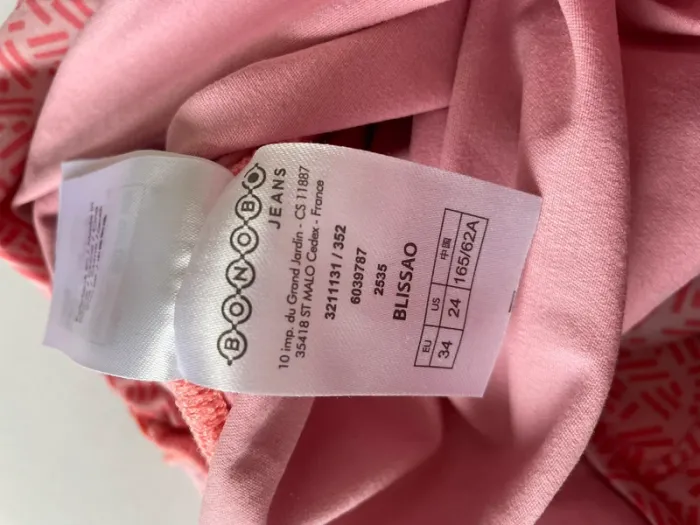 BONOBO
JEANS
10 imp. du Grand Jardin - CS 11887
35418 ST MALO Cedex - France
3211131 / 352
6039787
2535
BLISSAO
EU US 中国
34 24 165/62A